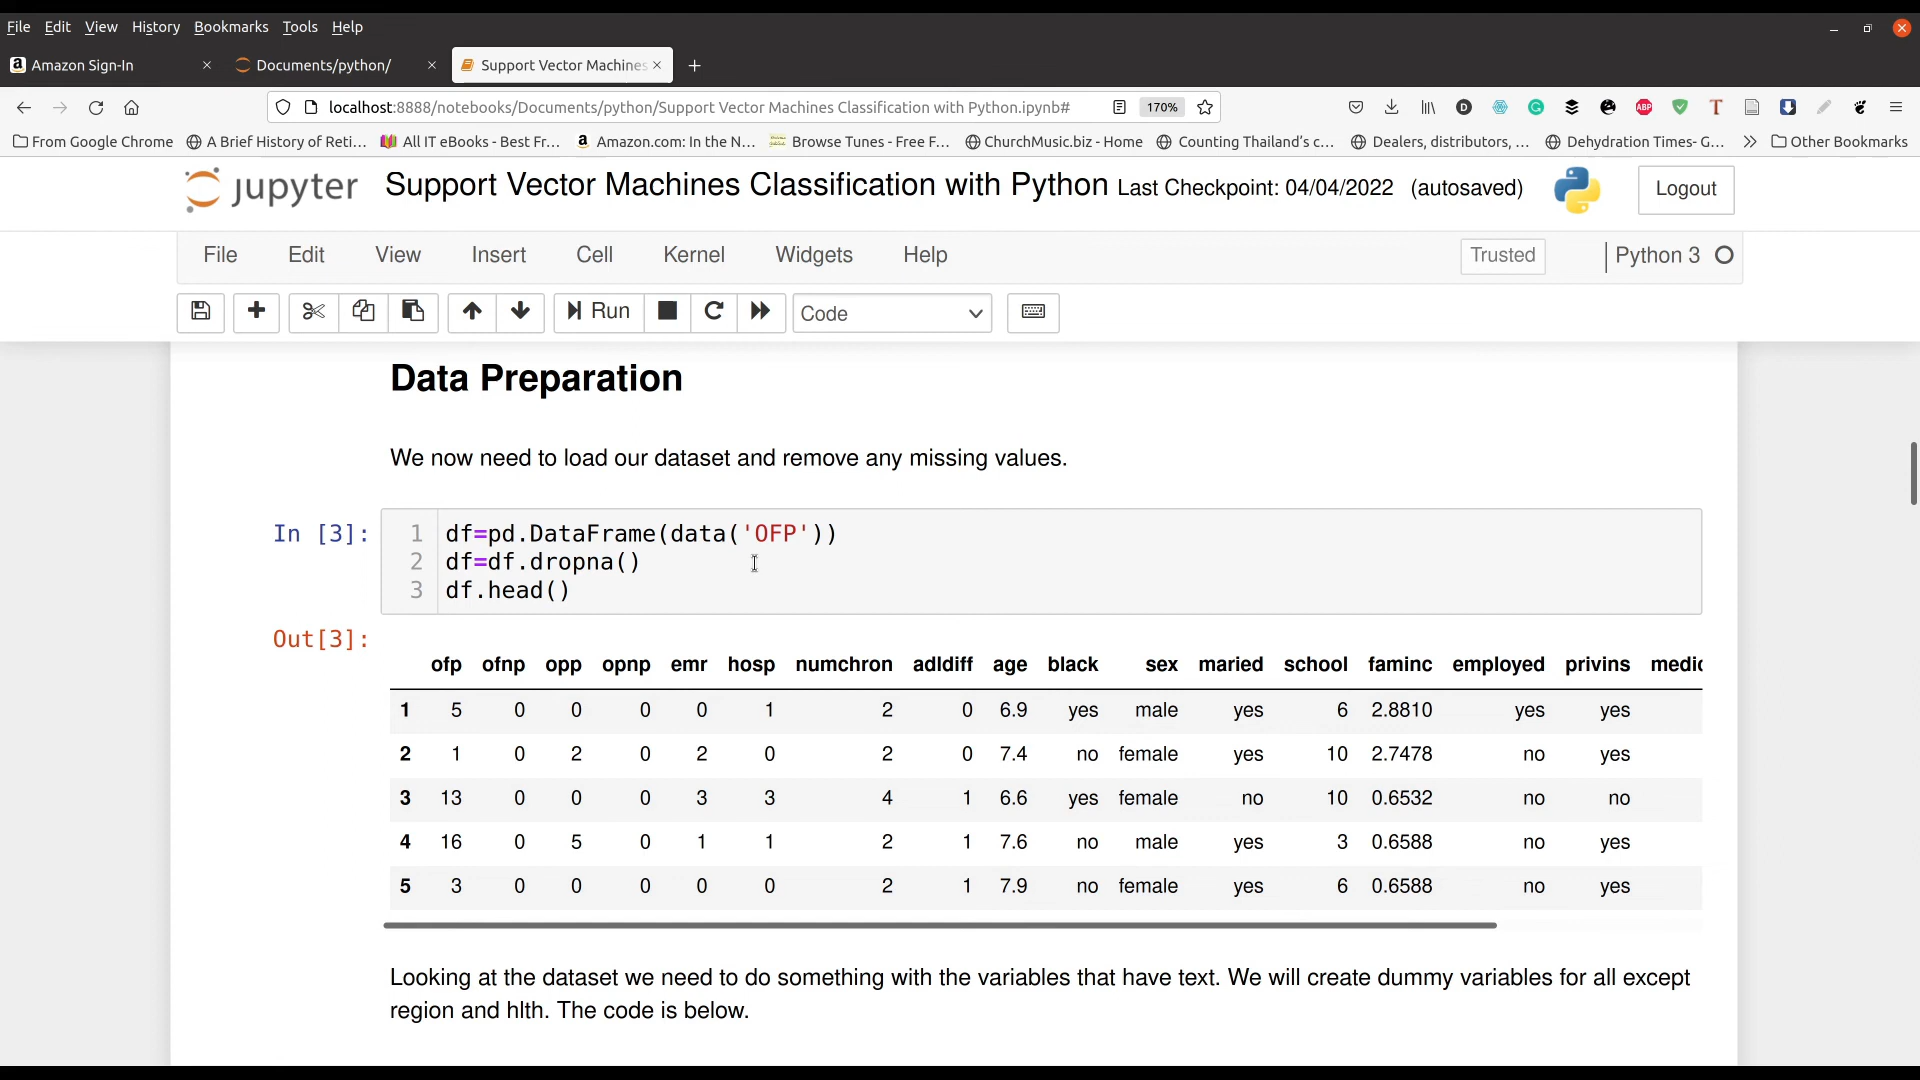 File Edit View History Bookmarks Tools Help
Amazon Sign-In Documents/python/ Support Vector Machines
localhost:8888/notebooks/Documents/python/Support Vector Machines Classification with Python.ipynb# 170%
From Google Chrome A Brief History of Reti... All IT eBooks - Best Fr... Amazon.com: In the N... Browse Tunes - Free F... ChurchMusic.biz - Home Counting Thailand's c... Dealers, distributors, ... Dehydration Times- G... Other Bookmarks
jupyter Support Vector Machines Classification with Python Last Checkpoint: 04/04/2022 (autosaved) Logout
File Edit View Insert Cell Kernel Widgets Help Trusted Python 3
Run Code
Data Preparation
We now need to load our dataset and remove any missing values.
In [3]: 1 df=pd.DataFrame(data('OFP'))
2 df=df.dropna()
3 df.head()
Out[3]:
ofp ofnp opp opnp emr hosp numchron adldiff age black sex maried school faminc employed privins medic
1 5 0 0 0 0 1 2 0 6.9 yes male yes 6 2.8810 yes yes
2 1 0 2 0 2 0 2 0 7.4 no female yes 10 2.7478 no yes
3 13 0 0 0 3 3 4 1 6.6 yes female no 10 0.6532 no no
4 16 0 5 0 1 1 2 1 7.6 no male yes 3 0.6588 no yes
5 3 0 0 0 0 0 2 1 7.9 no female yes 6 0.6588 no yes
Looking at the dataset we need to do something with the variables that have text. We will create dummy variables for all except
region and hlth. The code is below.